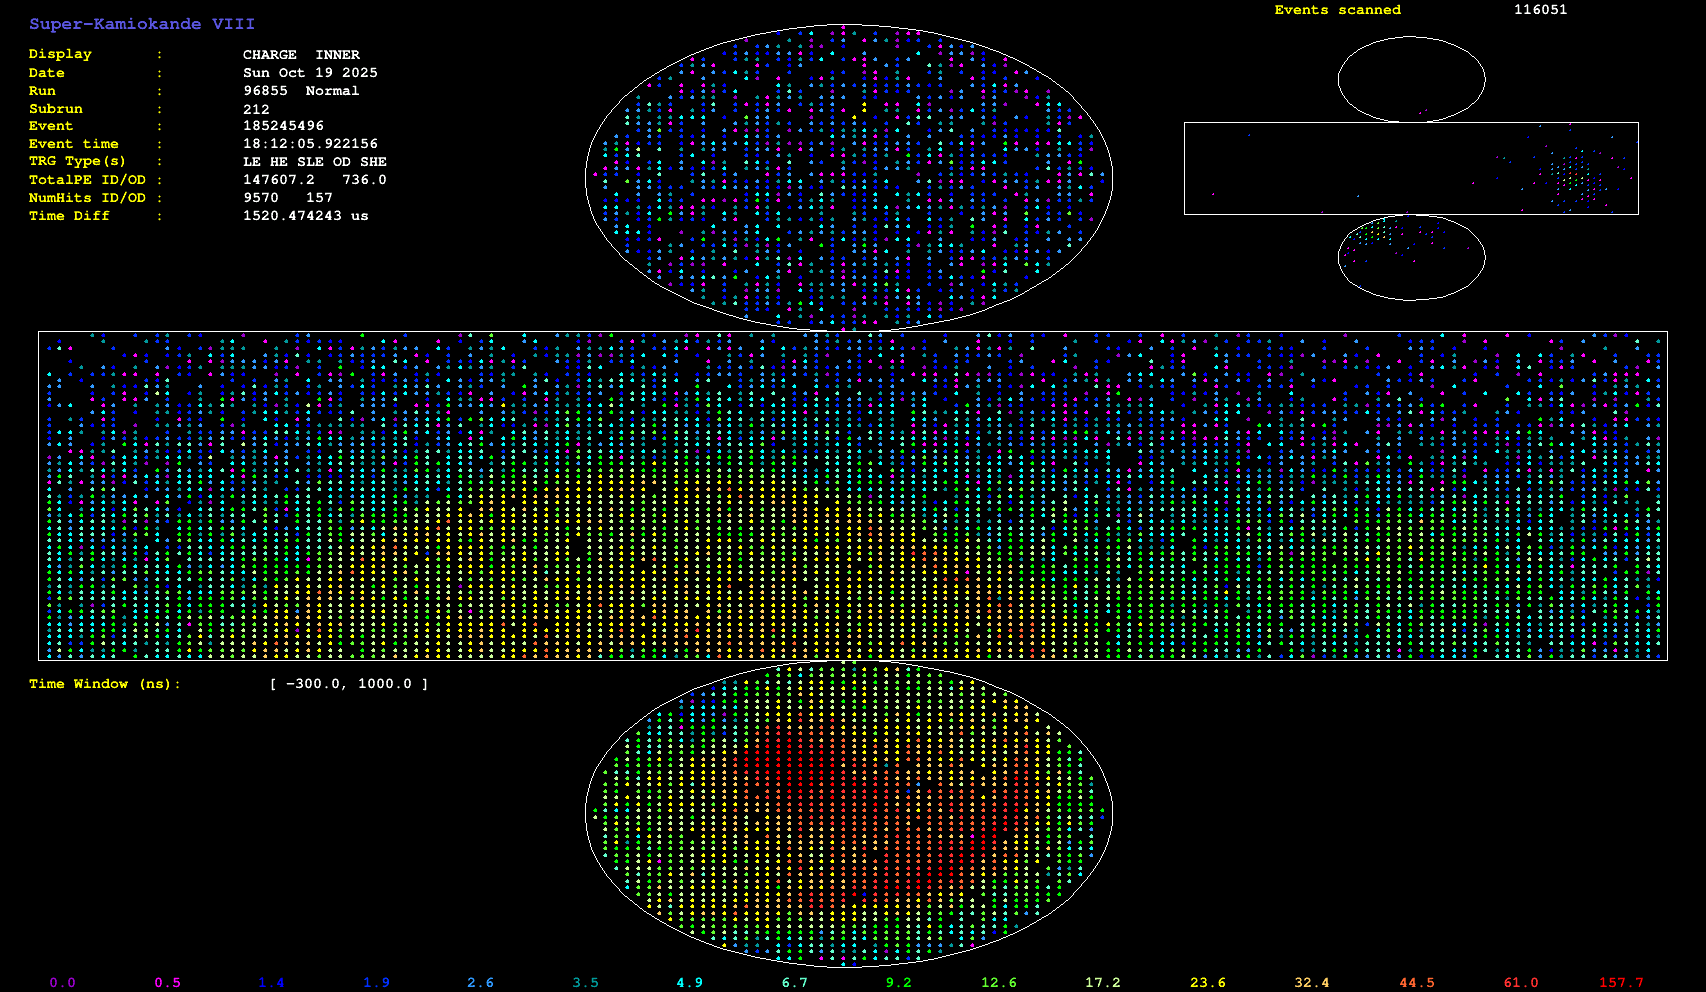 Super-Kamiokande VIII
Events scanned 116051
Display : CHARGE INNER
Date : Sun Oct 19 2025
Run : 96855 Normal
Subrun : 212
Event : 185245496
Event time : 18:12:05.922156
TRG Type(s) : LE HE SLE OD SHE
TotalPE ID/OD : 147607.2 736.0
NumHits ID/OD : 9570 157
Time Diff : 1520.474243 us
Time Window (ns): [ -300.0, 1000.0 ]
0.0 0.5 1.4 1.9 2.6 3.5 4.9 6.7 9.2 12.6 17.2 23.6 32.4 44.5 61.0 157.7